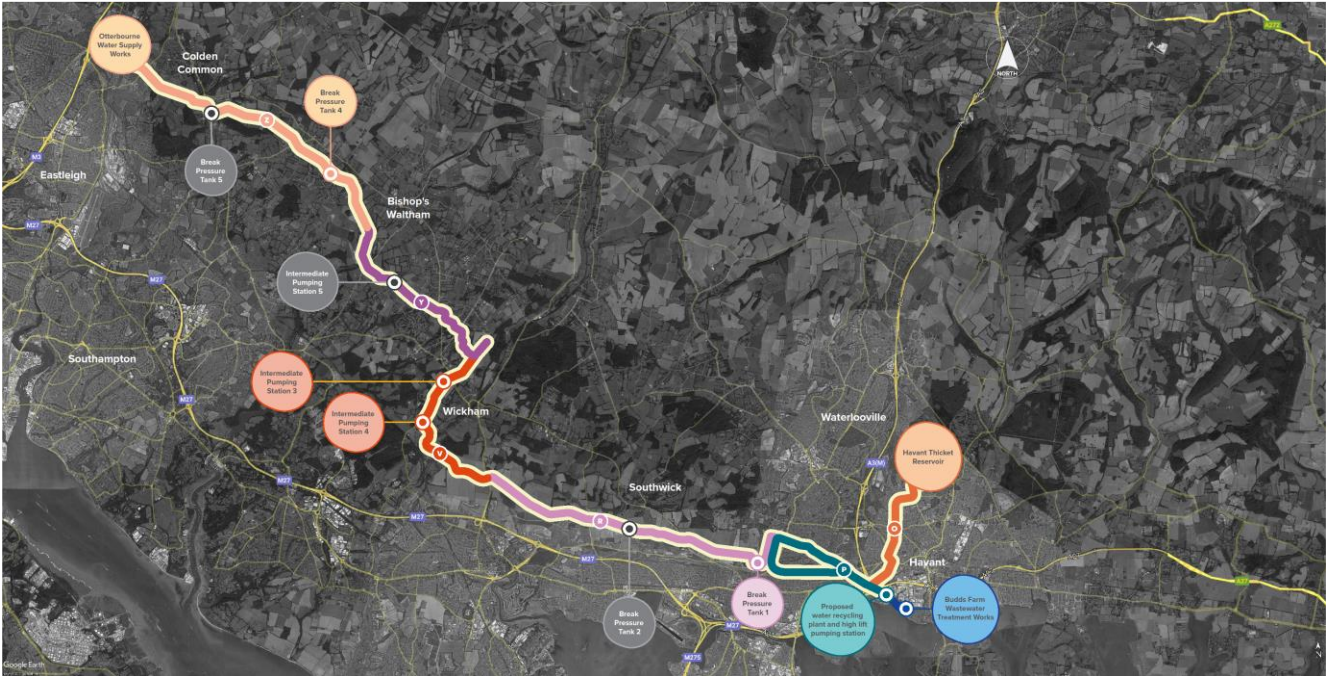 Otterbourne
Water Supply
Works
Colden
Common
A272
NORTH
Z
Break
Pressure
Tank 4
M3
Eastleigh
Break
Pressure
Tank 5
Bishop's
Waltham
M27
M27
Intermediate
Pumping
Station 5
Y
Southampton
Intermediate
Pumping
Station 3
M27
Wickham
Intermediate
Pumping
Station 4
Waterlooville
V
Havant Thicket
Reservoir
A3(M)
M27
Southwick
M27
R
O
M27
Havant
P
A27
Break
Pressure
Tank 1
Break
Pressure
Tank 2
Proposed
water recycling
plant and high lift
pumping station
Budds Farm
Wastewater
Treatment Works
M27
M275
Google Earth
N